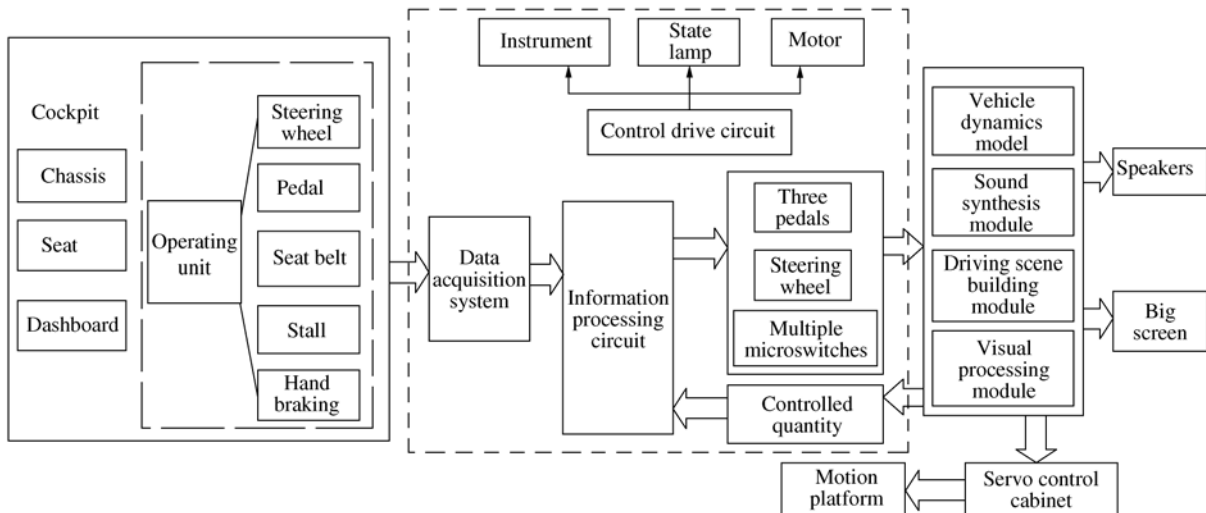 Cockpit
Chassis
Seat
Dashboard
Operating
unit
Steering
wheel
Pedal
Seat belt
Stall
Hand
braking
Instrument
State
lamp
Motor
Control drive circuit
Data
acquisition
system
Information
processing
circuit
Three
pedals
Steering
wheel
Multiple
microswitches
Controlled
quantity
Vehicle
dynamics
model
Sound
synthesis
module
Driving scene
building
module
Visual
processing
module
Speakers
Big
screen
Motion
platform
Servo control
cabinet